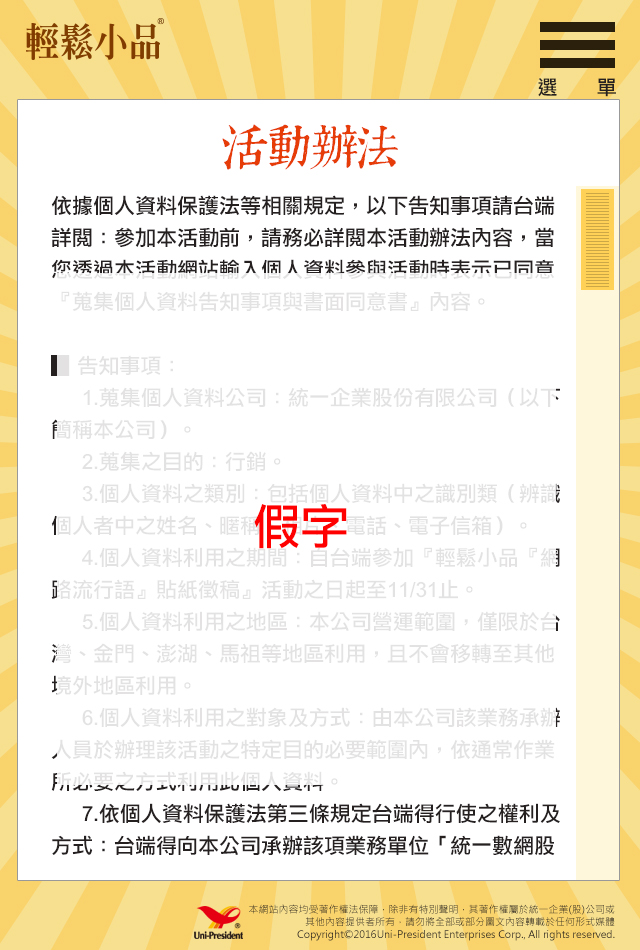 輕鬆小品®
選 單
活動辦法
依據個人資料保護法等相關規定，以下告知事項請台端
詳閱：參加本活動前，請務必詳閱本活動辦法內容，當
您透過本活動網站輸入個人資料參與活動時表示已同意
『蒐集個人資料告知事項與書面同意書』內容。
告知事項：
1.蒐集個人資料公司：統一企業股份有限公司（以下
簡稱本公司）。
2.蒐集之目的：行銷。
3.個人資料之類別：包括個人資料中之識別類（辨識
個人者中之姓名、暱稱 電話、電子信箱）。
假字
4.個人資料利用之期間：自台端參加『輕鬆小品『網
路流行語』貼紙徵稿』活動之日起至11/31止。
5.個人資料利用之地區：本公司營運範圍，僅限於台
灣、金門、澎湖、馬祖等地區利用，且不會移轉至其他
境外地區利用。
6.個人資料利用之對象及方式：由本公司該業務承辦
人員於辦理該活動之特定目的必要範圍內，依通常作業
所必要之方式利用此個人資料。
7.依個人資料保護法第三條規定台端得行使之權利及
方式：台端得向本公司承辦該項業務單位「統一數網股
Uni-President
本網站內容均受著作權法保障，除非有特別聲明，其著作權屬於統一企業(股)公司或
其他內容提供者所有，請勿將全部或部分圖文內容轉載於任何形式媒體
Copyright©2016Uni-President Enterprises Corp, All rights reserved.